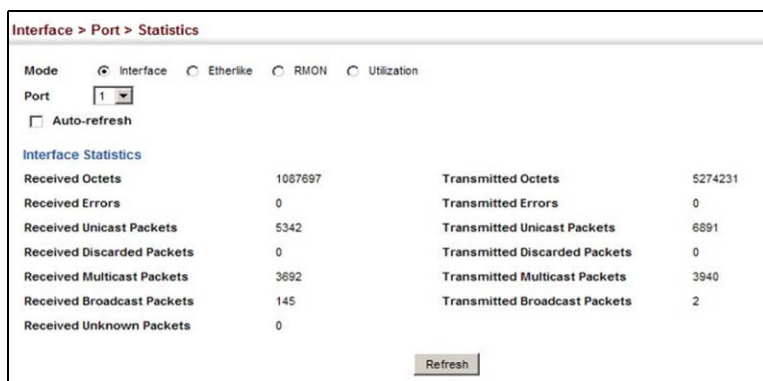 Interface > Port > Statistics
Mode Interface Etherlike RMON Utilization
Port 1
Auto-refresh
Interface Statistics
Received Octets 1087697 Transmitted Octets 5274231
Received Errors 0 Transmitted Errors 0
Received Unicast Packets 5342 Transmitted Unicast Packets 6891
Received Discarded Packets 0 Transmitted Discarded Packets 0
Received Multicast Packets 3692 Transmitted Multicast Packets 3940
Received Broadcast Packets 145 Transmitted Broadcast Packets 2
Received Unknown Packets 0
Refresh